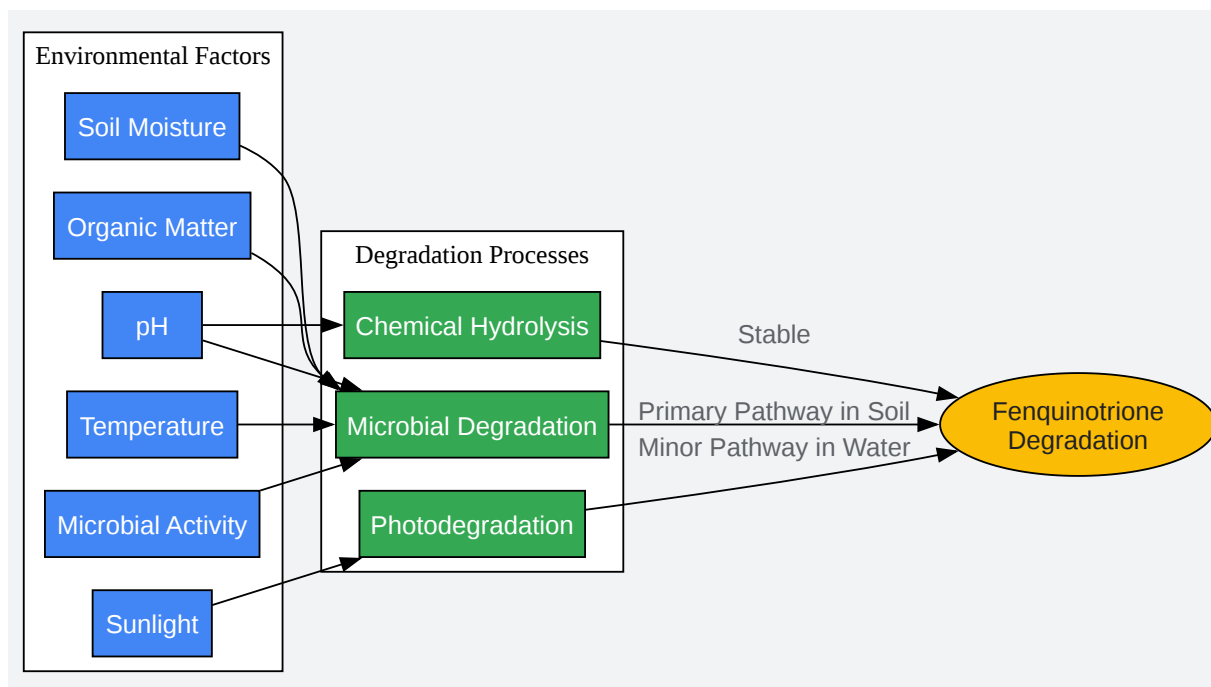 Environmental Factors
Soil Moisture
Organic Matter
pH
Temperature
Microbial Activity
Sunlight
Degradation Processes
Chemical Hydrolysis
Microbial Degradation
Photodegradation
Stable
Primary Pathway in Soil
Minor Pathway in Water
Fenquinotrione
Degradation